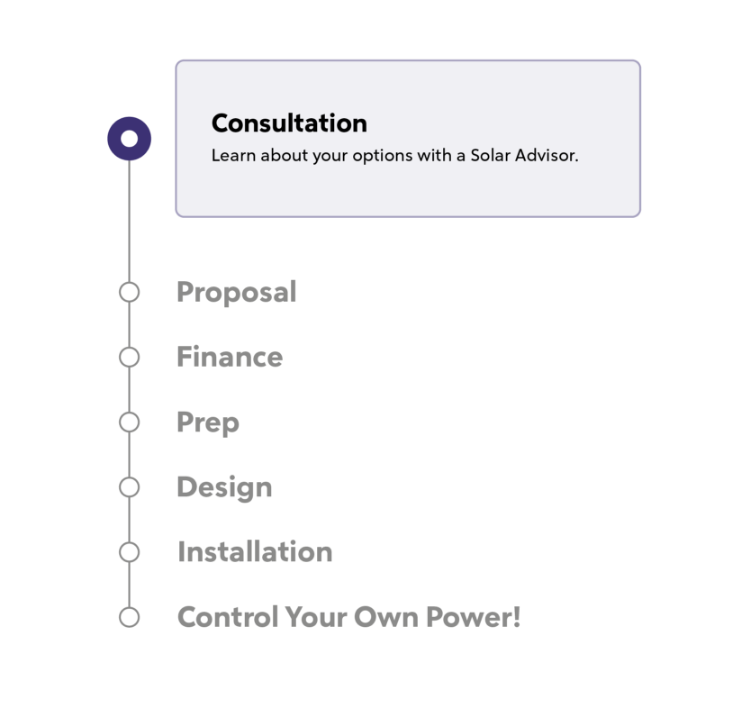 Consultation
Learn about your options with a Solar Advisor.
Proposal
Finance
Prep
Design
Installation
Control Your Own Power!